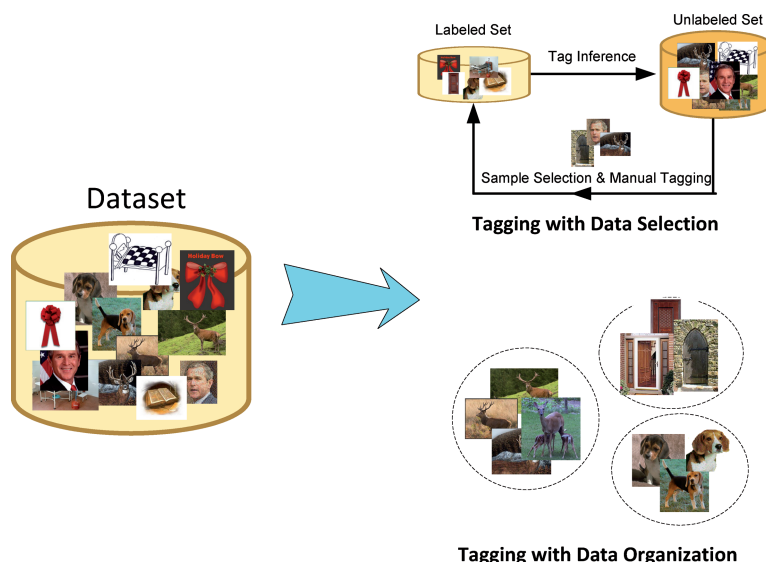 Labeled Set
Unlabeled Set
Tag Inference
Sample Selection & Manual Tagging
Tagging with Data Selection
Dataset
Holiday Bow
Tagging with Data Organization